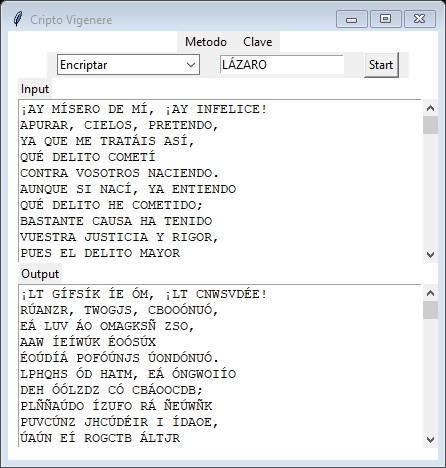 Cripto Vigenere
Metodo Clave
Encriptar LÁZARO Start
Input
¡AY MÍSERO DE MÍ, ¡AY INFELICE!
APURAR, CIELOS, PRETENDO,
YA QUE ME TRATÁIS ASÍ,
QUÉ DELITO COMETÍ
CONTRA VOSOTROS NACIENDO.
AUNQUE SI NACÍ, YA ENTIENDO
QUÉ DELITO HE COMETIDO;
BASTANTE CAUSA HA TENIDO
VUESTRA JUSTICIA Y RIGOR,
PUES EL DELITO MAYOR
Output
¡LT GÍFSÍK ÍE ÓM, ¡LT CNWSVDÉE!
RÚANZR, TWOGJS, CBOOÓNUÓ,
EÁ LUV ÁO OMAGKSÑ ZSO,
AAW ÍEÍWÚK ÉOÓSÚX
ÉOÚDÍÁ POFÓÚNJS ÚONDÓNUÓ.
LPHQHS ÓD HATM, EÁ ÓNGWOIÍO
DEH ÓÓLZDZ CÓ CBÁOOCDB;
PLÑÑAÚDO ÍZUFO RÁ ÑEÚWÑK
PUVCÚNZ JHCÚDÉIR I ÍDAOE,
ÚAÚN EÍ ROGCTB ÁLTJR